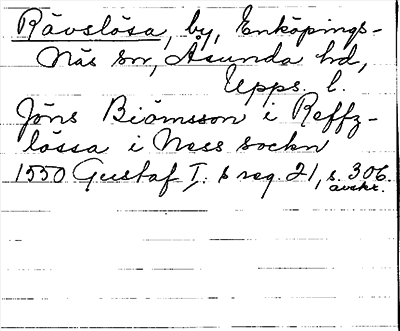 Rävslösa, by, Enköpings-
Näs sn, Åsunda hd,
Upps. l.
Jöns Biörnsson i Reffz-
lössa i Ness sockn
1550 Gustaf I:s reg. 21, s. 306.
avskr.